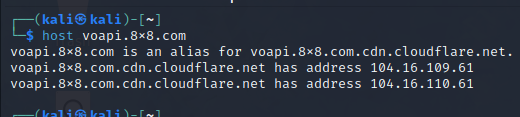 ┌──(kali㉿kali)-[~]
└─$ host voapi.8×8.com
voapi.8×8.com is an alias for voapi.8×8.com.cdn.cloudflare.net.
voapi.8×8.com.cdn.cloudflare.net has address 104.16.109.61
voapi.8×8.com.cdn.cloudflare.net has address 104.16.110.61
┌──(kali㉿kali)-[~]